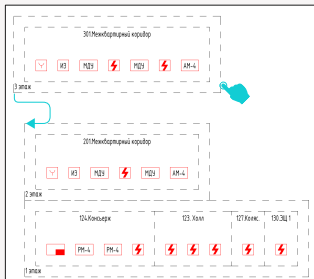 301.Межквартирный коридор
ИЗ МДУ МДУ АМ-4
3 этаж
201.Межквартирный коридор
ИЗ МДУ МДУ АМ-4
2 этаж
124.Консьерж 123. Холл 127.Коляс. 130.ЭЩ 1
РМ-4 РМ-4
1 этаж